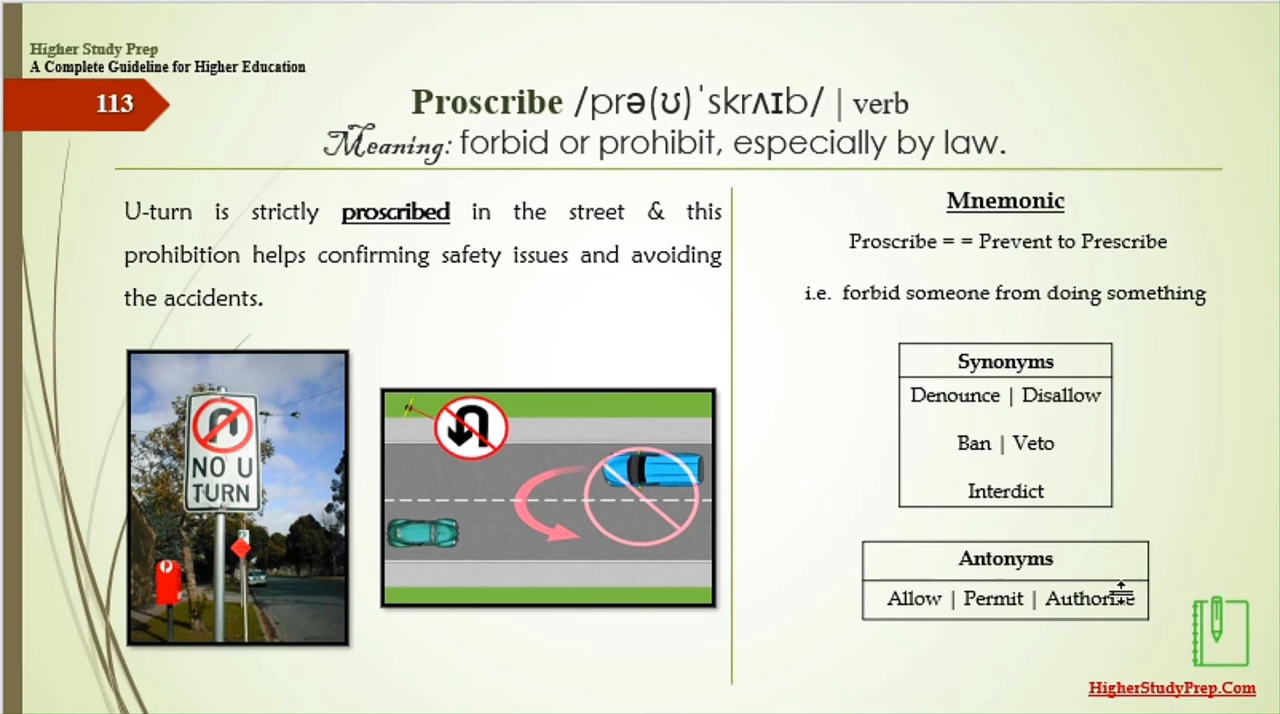 Higher Study Prep
A Complete Guideline for Higher Education
113
Proscribe /prə(ʊ)ˈskrʌɪb/ | verb
Meaning: forbid or prohibit, especially by law.
U-turn is strictly proscribed in the street & this
prohibition helps confirming safety issues and avoiding
the accidents.
NO U
TURN
Mnemonic
Proscribe = = Prevent to Prescribe
i.e. forbid someone from doing something
Synonyms
Denounce | Disallow
Ban | Veto
Interdict
Antonyms
Allow | Permit | Authorize
HigherStudyPrep.Com